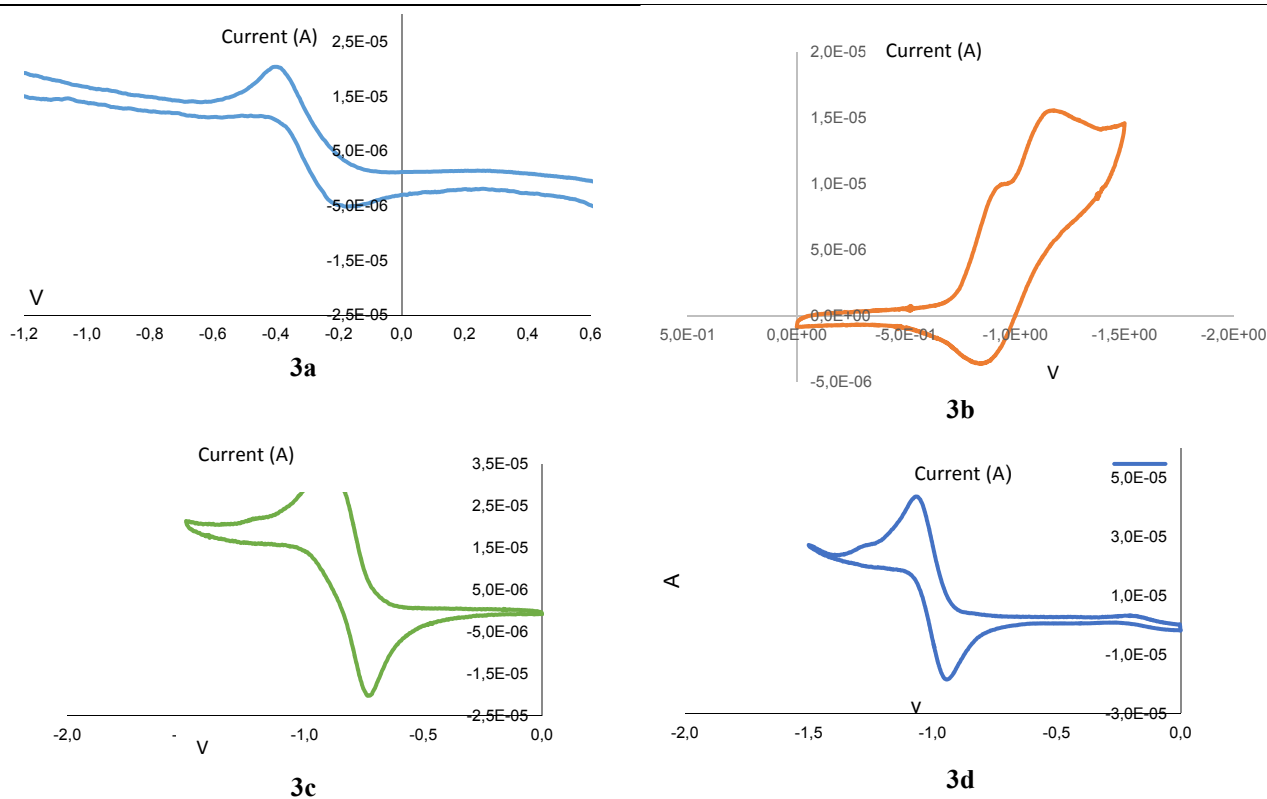 Current (A)
2,5E-05
1,5E-05
5,0E-06
-5,0E-06
-1,5E-05
-2,5E-05
V
-1,2 -1,0 -0,8 -0,6 -0,4 -0,2 0,0 0,2 0,4 0,6
3a
2,0E-05
Current (A)
1,5E-05
1,0E-05
5,0E-06
0,0E+00
5,0E-01 0,0E+00 -5,0E-01 -1,0E+00 -1,5E+00 -2,0E+00
-5,0E-06
V
3b
Current (A)
3,5E-05
2,5E-05
1,5E-05
5,0E-06
-5,0E-06
-1,5E-05
-2,5E-05
-2,0 - -1,0 -0,5 0,0
V
3c
Current (A)
5,0E-05
3,0E-05
A
1,0E-05
-1,0E-05
V
-3,0E-05
-2,0 -1,5 -1,0 -0,5 0,0
3d